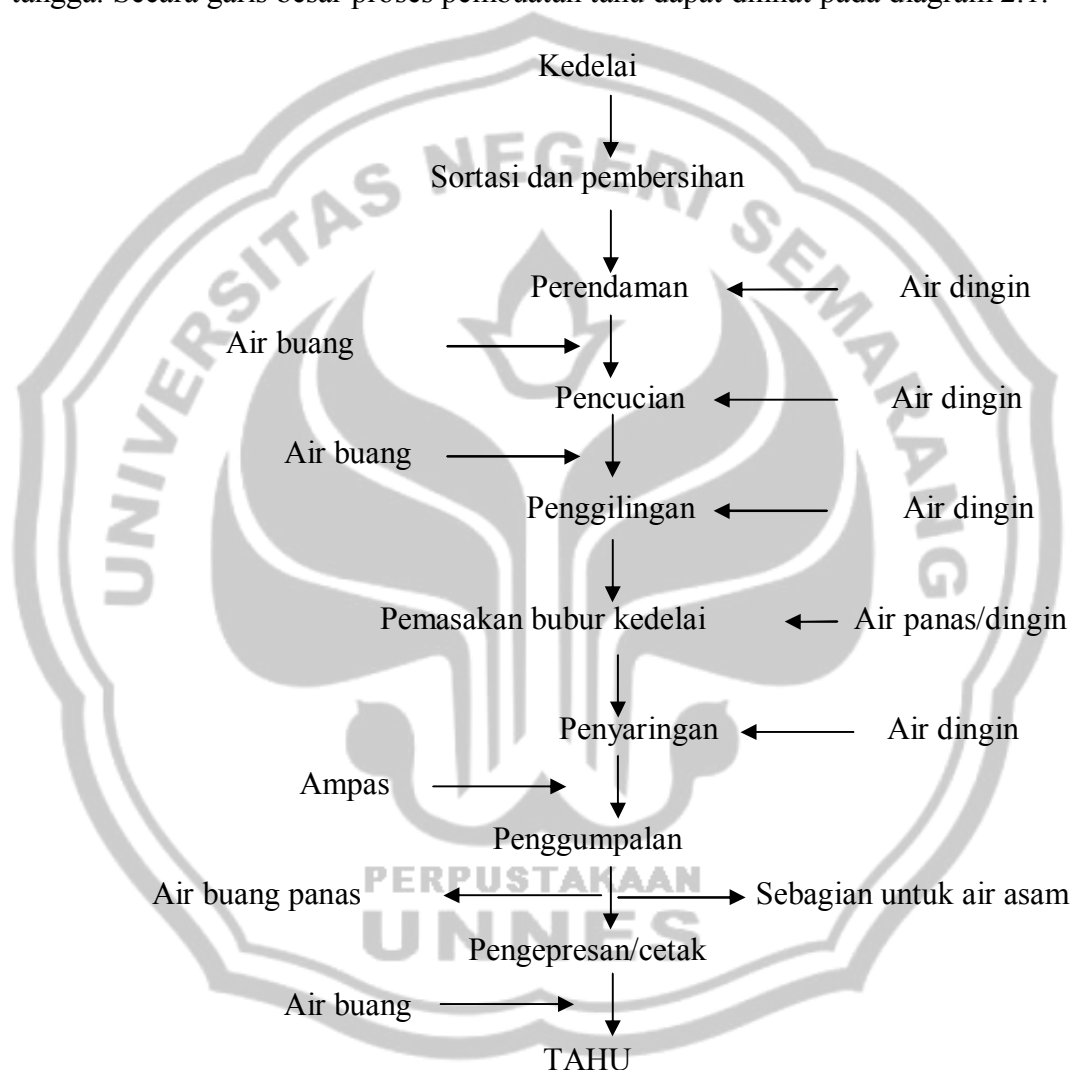 tangga. Secara garis besar proses pembuatan tahu dapat dilihat pada diagram 2.1.
Kedelai
Sortasi dan pembersihan
Perendaman Air dingin
Air buang
Pencucian Air dingin
Air buang
Penggilingan Air dingin
Pemasakan bubur kedelai Air panas/dingin
Penyaringan Air dingin
Ampas
Penggumpalan
Air buang panas Sebagian untuk air asam
Pengepresan/cetak
Air buang
TAHU
UNIVERSITAS NEGERI SEMARANG
PERPUSTAKAAN
UNNES